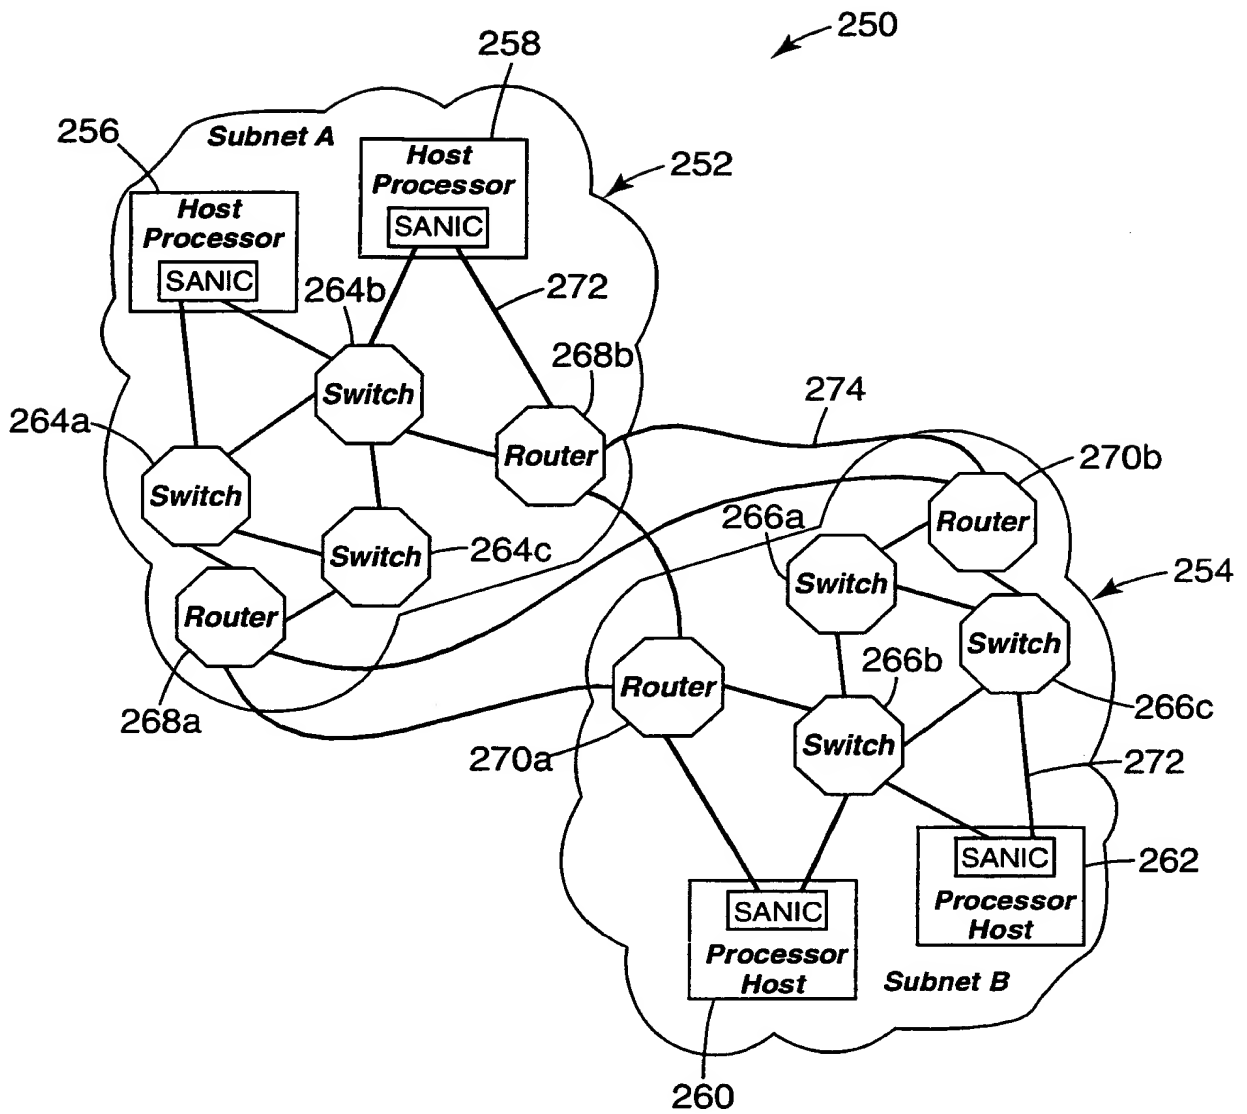 250
258
256
Subnet A
Host
Processor
SANIC
252
Host
Processor
SANIC
264b
272
268b
Switch
274
264a
Router
270b
Switch
266a
Router
Switch
264c
Switch
254
Router
Switch
266b
Router
268a
266c
Switch
270a
272
SANIC
262
Processor
Host
SANIC
Processor
Host
Subnet B
260